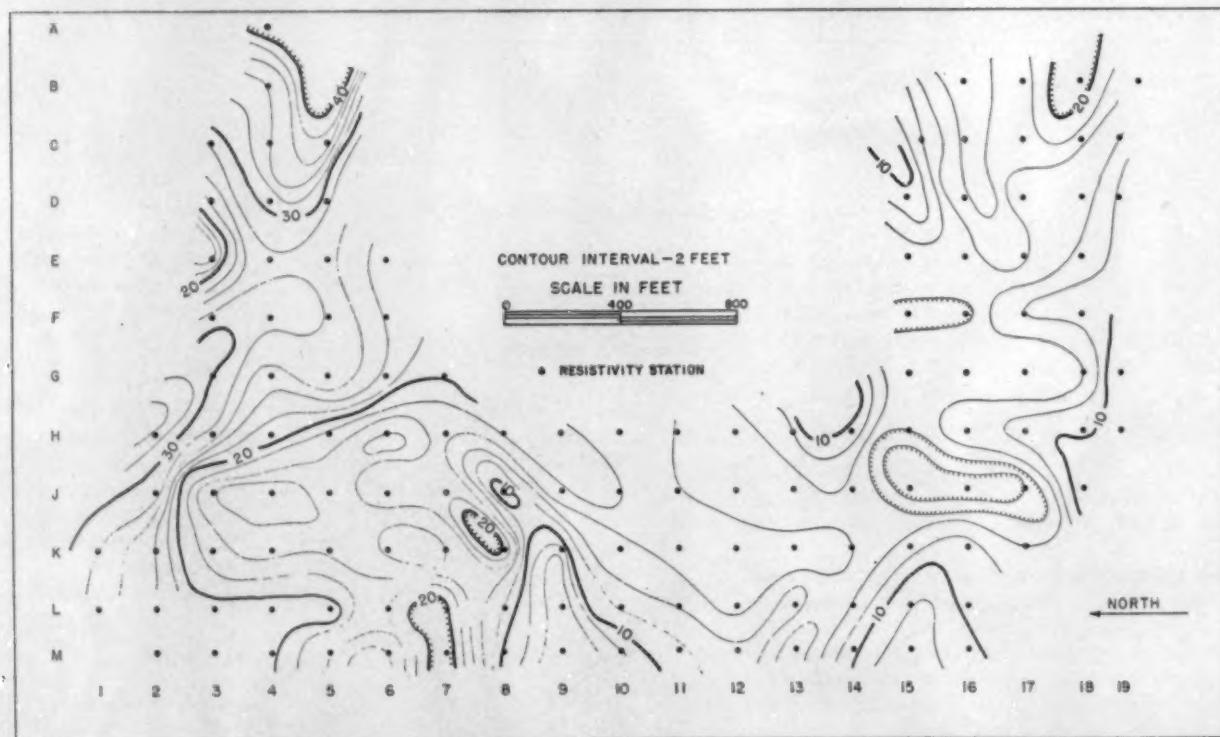 A
40
B
20
C
10
30
D
CONTOUR INTERVAL—2 FEET
E
SCALE IN FEET
20
0 400 800
F
• RESISTIVITY STATION
G
10
H
30
20
10
J
10
20
K
NORTH
L
20
10
10
M
1 2 3 4 5 6 7 8 9 10 11 12 13 14 15 16 17 18 19